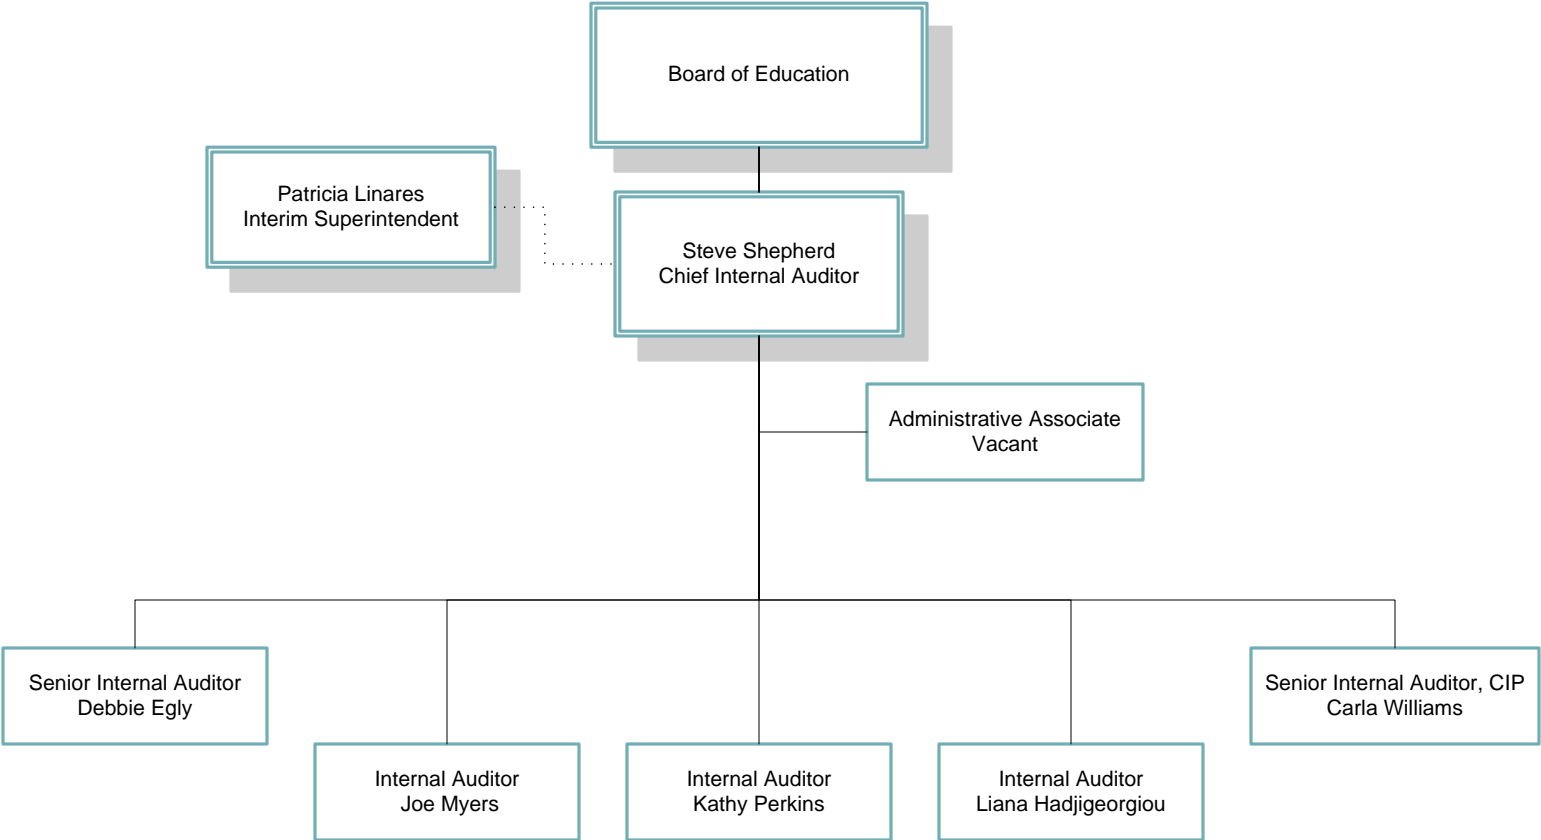 Board of Education
Patricia Linares
Interim Superintendent
Steve Shepherd
Chief Internal Auditor
Administrative Associate
Vacant
Senior Internal Auditor
Debbie Egly
Senior Internal Auditor, CIP
Carla Williams
Internal Auditor
Joe Myers
Internal Auditor
Kathy Perkins
Internal Auditor
Liana Hadjigeorgiou